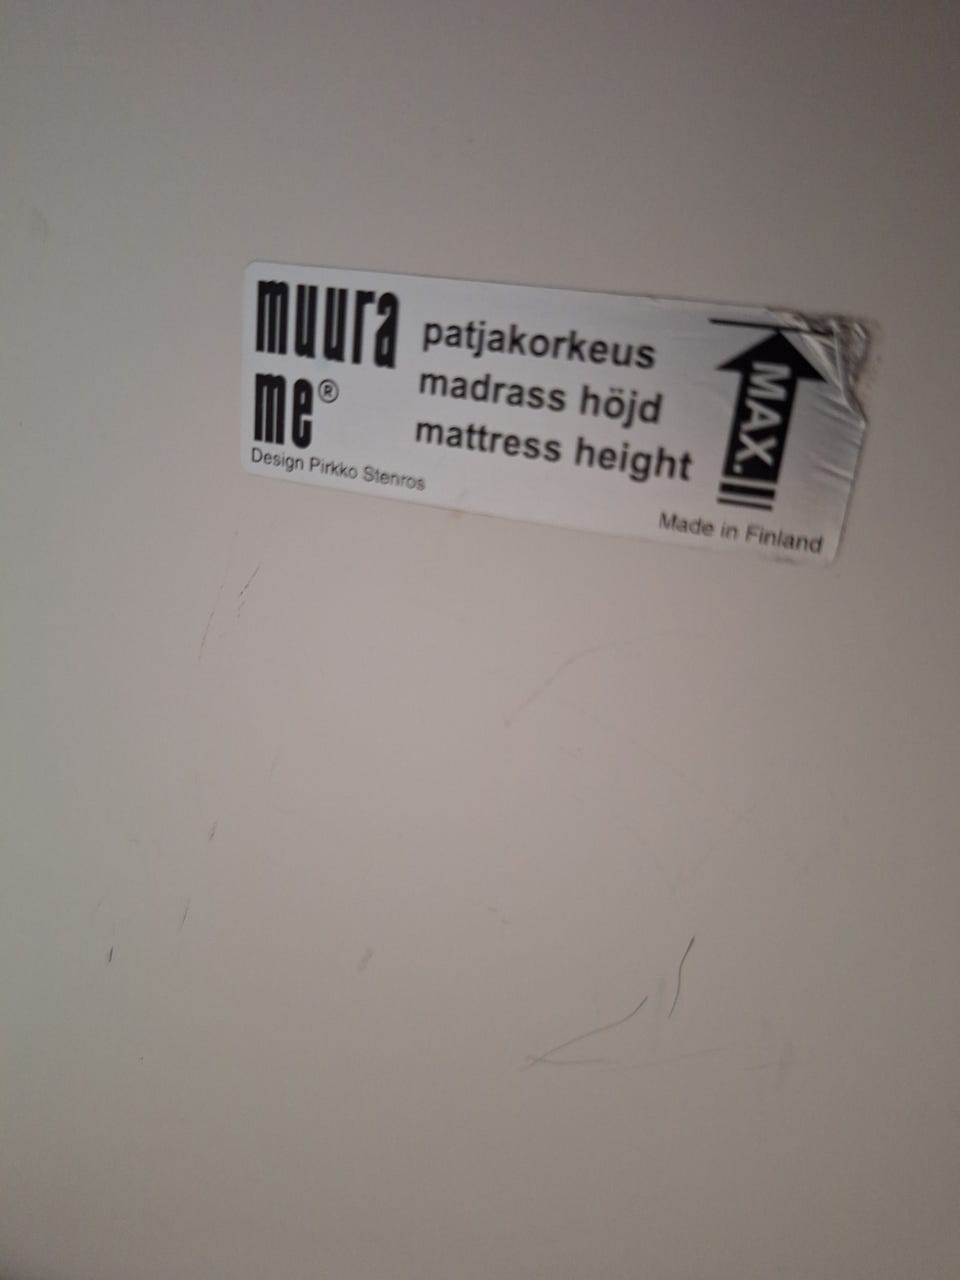 muura
me®
Design Pirkko Stenros
patjakorkeus
madrass höjd
mattress height
MAX.
Made in Finland